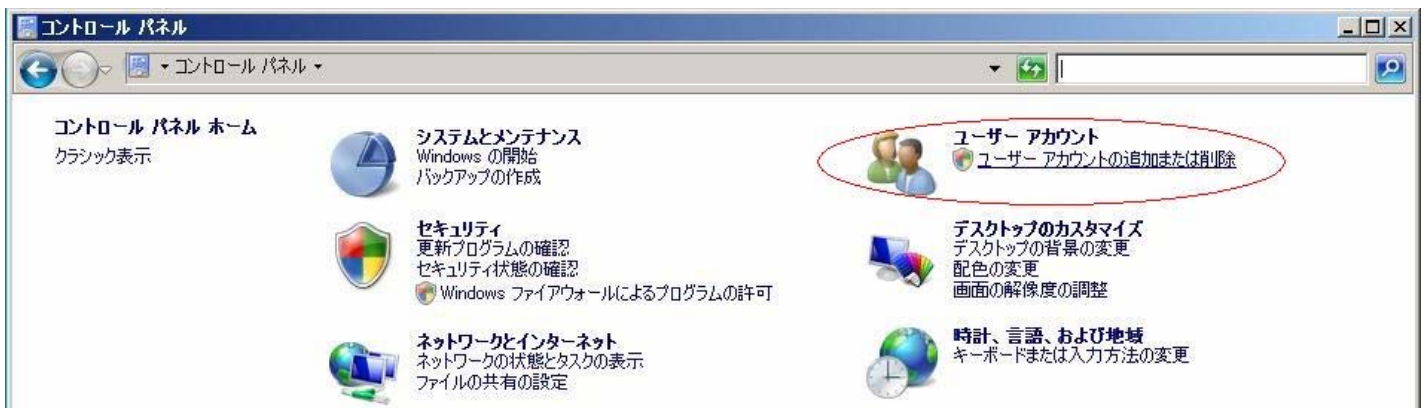 コントロール パネル
コントロール パネル
コントロール パネル ホーム
クラシック表示
システムとメンテナンス
Windows の開始
バックアップの作成
セキュリティ
更新プログラムの確認
セキュリティ状態の確認
Windows ファイアウォールによるプログラムの許可
ネットワークとインターネット
ネットワークの状態とタスクの表示
ファイルの共有の設定
ユーザー アカウント
ユーザー アカウントの追加または削除
デスクトップのカスタマイズ
デスクトップの背景の変更
配色の変更
画面の解像度の調整
時計、言語、および地域
キーボードまたは入力方法の変更